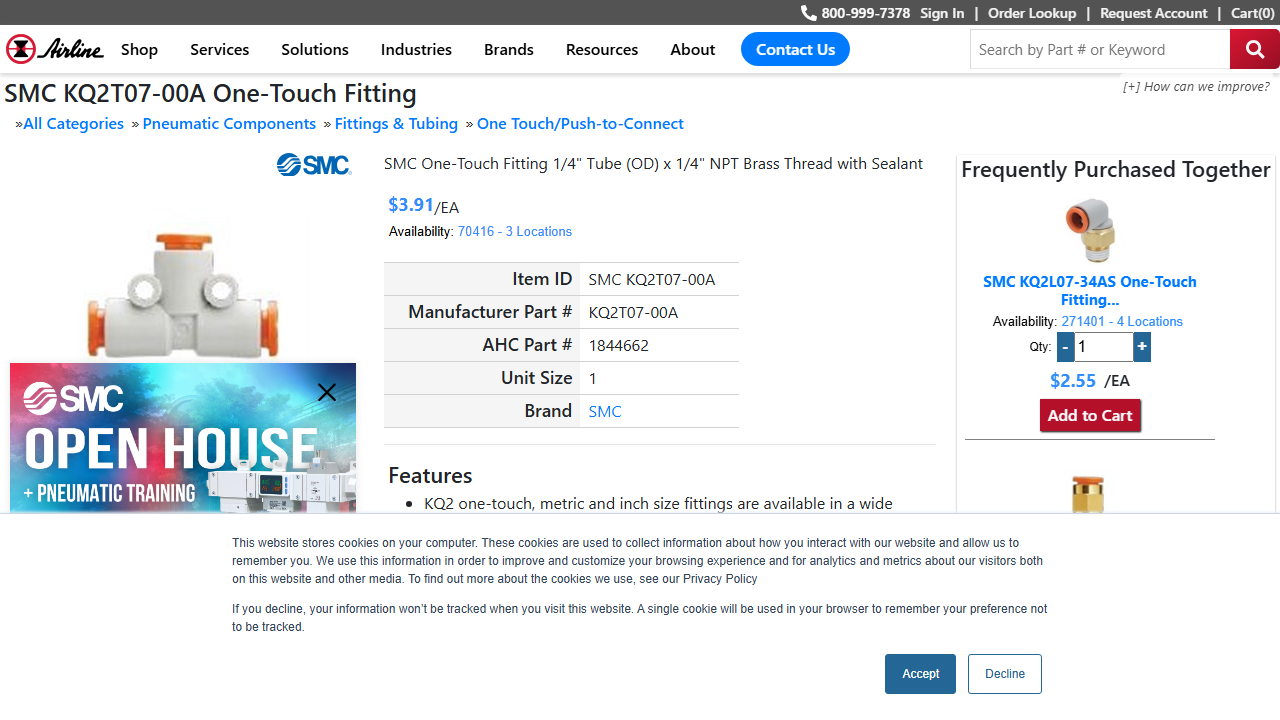 800-999-7378 Sign In | Order Lookup | Request Account | Cart(0)
Airline Shop Services Solutions Industries Brands Resources About Contact Us Search by Part # or Keyword
SMC KQ2T07-00A One-Touch Fitting
[+] How can we improve?
»All Categories » Pneumatic Components » Fittings & Tubing » One Touch/Push-to-Connect
SMC
SMC One-Touch Fitting 1/4" Tube (OD) x 1/4" NPT Brass Thread with Sealant
$3.91/EA
Availability: 70416 - 3 Locations
Item ID SMC KQ2T07-00A
Manufacturer Part # KQ2T07-00A
AHC Part # 1844662
Unit Size 1
Brand SMC
Features
• KQ2 one-touch, metric and inch size fittings are available in a wide
Frequently Purchased Together
SMC KQ2L07-34AS One-Touch
Fitting...
Availability: 271401 - 4 Locations
Qty: - 1 +
$2.55 /EA
Add to Cart
SMC
OPEN HOUSE
+ PNEUMATIC TRAINING
This website stores cookies on your computer. These cookies are used to collect information about how you interact with our website and allow us to
remember you. We use this information in order to improve and customize your browsing experience and for analytics and metrics about our visitors both
on this website and other media. To find out more about the cookies we use, see our Privacy Policy
If you decline, your information won't be tracked when you visit this website. A single cookie will be used in your browser to remember your preference not
to be tracked.
Accept Decline